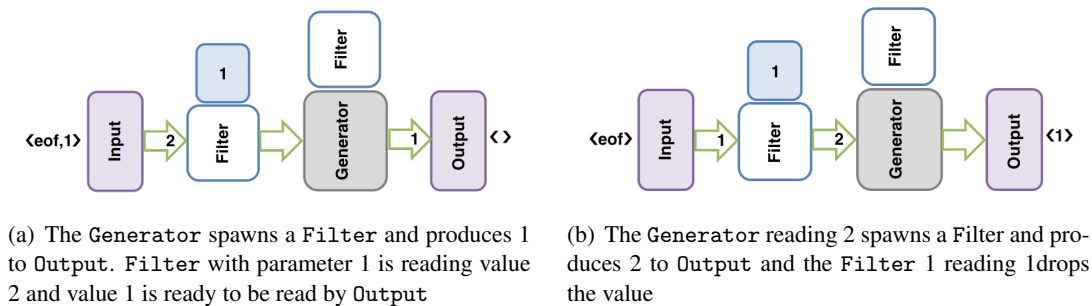 1
Filter
<eof,1>
Input
2
Filter
Generator
1
Output
< >
1
Filter
<eof>
Input
1
Filter
2
Generator
Output
<1>
(a) The Generator spawns a Filter and produces 1
to Output. Filter with parameter 1 is reading value
2 and value 1 is ready to be read by Output
(b) The Generator reading 2 spawns a Filter and pro-
duces 2 to Output and the Filter 1 reading 1drops
the value